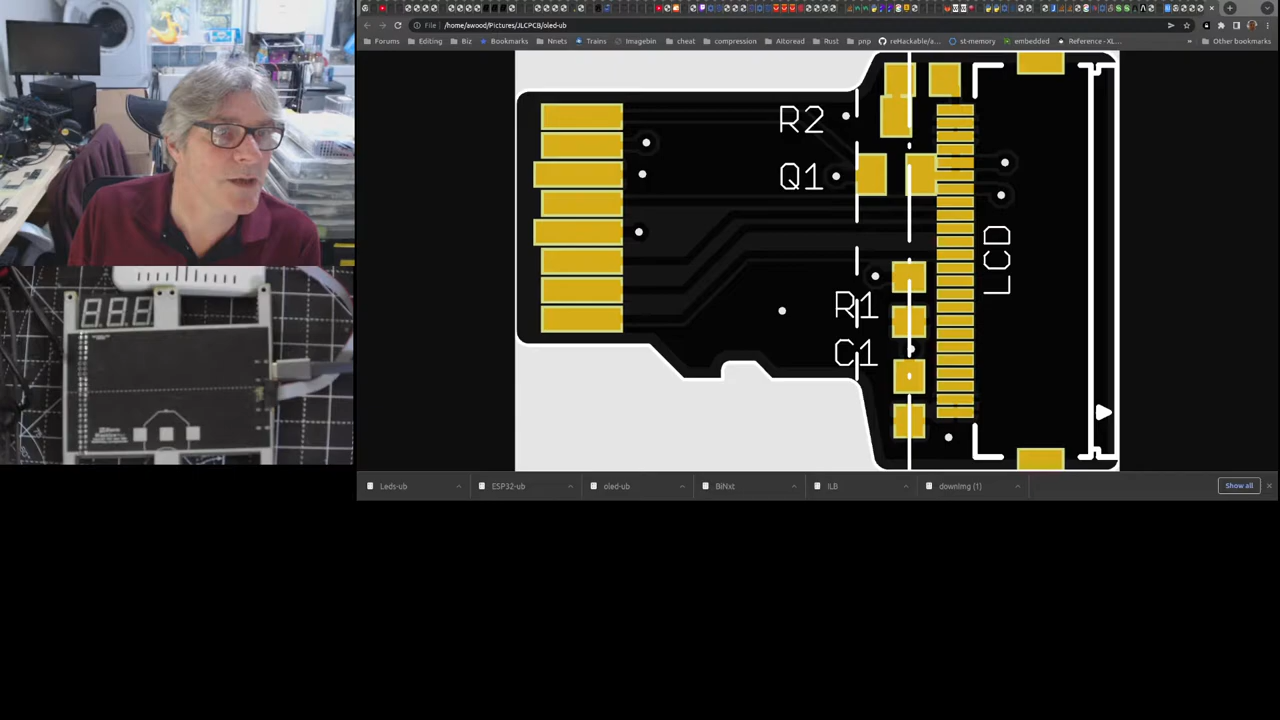 File /home/awood/Pictures/JLCPCB/oled-ub
Forums Editing Biz Bookmarks Nnets Trains Imagebin cheat compression AItoread Rust pnp reHackable/a... st-memory embedded Reference - XL... » Other bookmarks
R2
Q1
LCD
R1
C1
Leds-ub ESP32-ub oled-ub BiNxt ILB downimg (1) Show all